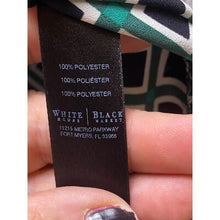 100% POLYESTER
100% POLIÉSTER
100% POLYESTER
WHITE | BLACK
HOUSE | MARKET
11215 METRO PARKWAY
FORT MYERS, FL 33966